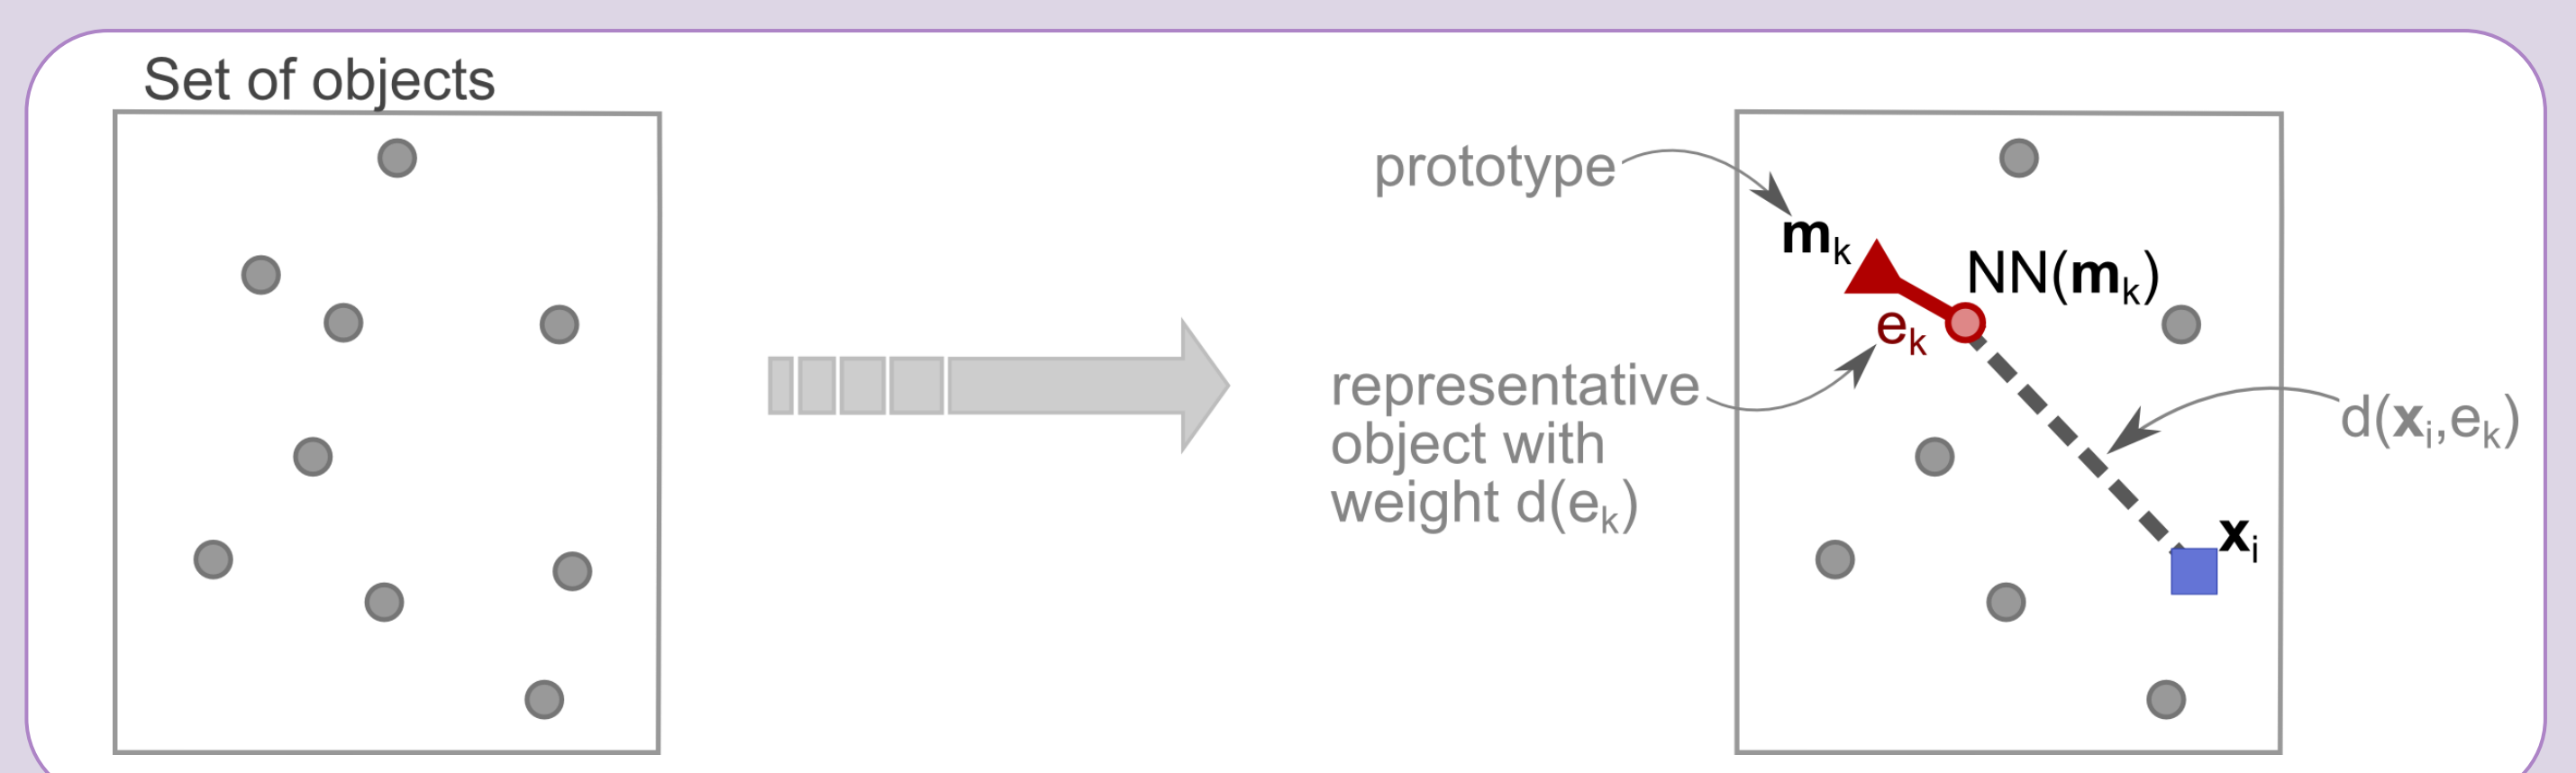 Set of objects
prototype
m_k
NN(m_k)
e_k
representative
object with
weight d(e_k)
d(x_i,e_k)
x_i